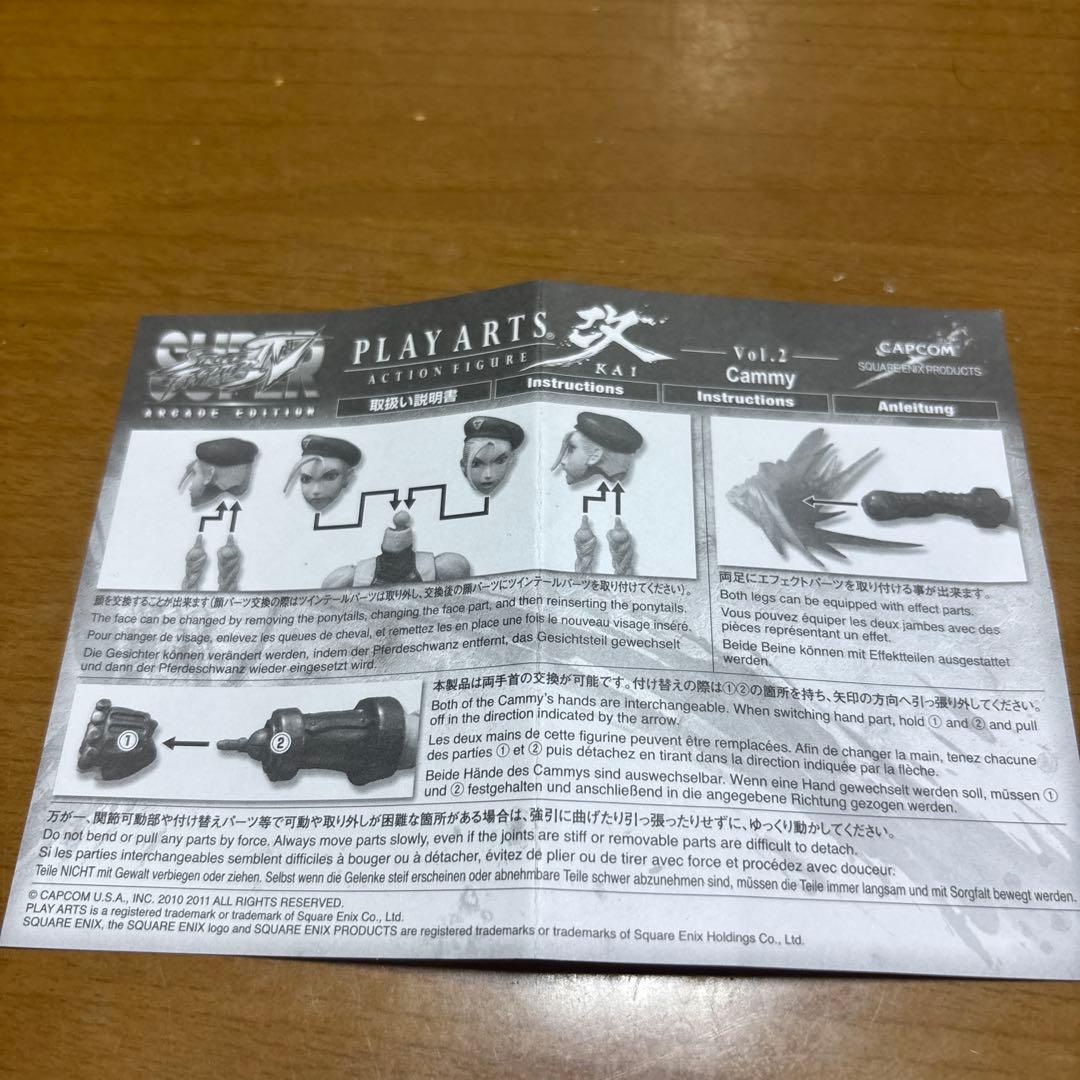 SUPER
STREET FIGHTER IV
ARCADE EDITION
PLAY ARTS® 改
ACTION FIGURE KAI
Vol.2
Cammy
CAPCOM
SQUARE ENIX PRODUCTS
取扱い説明書
Instructions
Instructions
Anleitung
顔を交換することが出来ます(顔パーツ交換の際はツインテールパーツは取り外し、交換後の顔パーツにツインテールパーツを取り付けてください)。
The face can be changed by removing the ponytails, changing the face part, and then reinserting the ponytails.
Pour changer de visage, enlevez les queues de cheval, et remettez les en place une fois le nouveau visage inséré.
Die Gesichter können verändert werden, indem der Pferdeschwanz entfernt, das Gesichtsteil gewechselt
und dann der Pferdeschwanz wieder eingesetzt wird.
両足にエフェクトパーツを取り付ける事が出来ます。
Both legs can be equipped with effect parts.
Vous pouvez équiper les deux jambes avec des
pièces représentant un effet.
Beide Beine können mit Effektteilen ausgestattet
werden.
① ②
本製品は両手首の交換が可能です。付け替えの際は①②の箇所を持ち、矢印の方向へ引っ張り外してください。
Both of the Cammy's hands are interchangeable. When switching hand part, hold ① and ② and pull
off in the direction indicated by the arrow.
Les deux mains de cette figurine peuvent être remplacées. Afin de changer la main, tenez chacune
des parties ① et ② puis détachez en tirant dans la direction indiquée par la flèche.
Beide Hände des Cammys sind auswechselbar. Wenn eine Hand gewechselt werden soll, müssen ①
und ② festgehalten und anschließend in die angegebene Richtung gezogen werden.
万が一、関節可動部や付け替えパーツ等で可動や取り外しが困難な箇所がある場合は、強引に曲げたり引っ張ったりせずに、ゆっくり動かしてください。
Do not bend or pull any parts by force. Always move parts slowly, even if the joints are stiff or removable parts are difficult to detach.
Si les parties interchangeables semblent difficiles à bouger ou à détacher, évitez de plier ou de tirer avec force et procédez avec douceur.
Teile NICHT mit Gewalt verbiegen oder ziehen. Selbst wenn die Gelenke steif erscheinen oder abnehmbare Teile schwer abzunehmen sind, müssen die Teile immer langsam und mit Sorgfalt bewegt werden.
© CAPCOM U.S.A., INC. 2010 2011 ALL RIGHTS RESERVED.
PLAY ARTS is a registered trademark or trademark of Square Enix Co., Ltd.
SQUARE ENIX, the SQUARE ENIX logo and SQUARE ENIX PRODUCTS are registered trademarks or trademarks of Square Enix Holdings Co., Ltd.